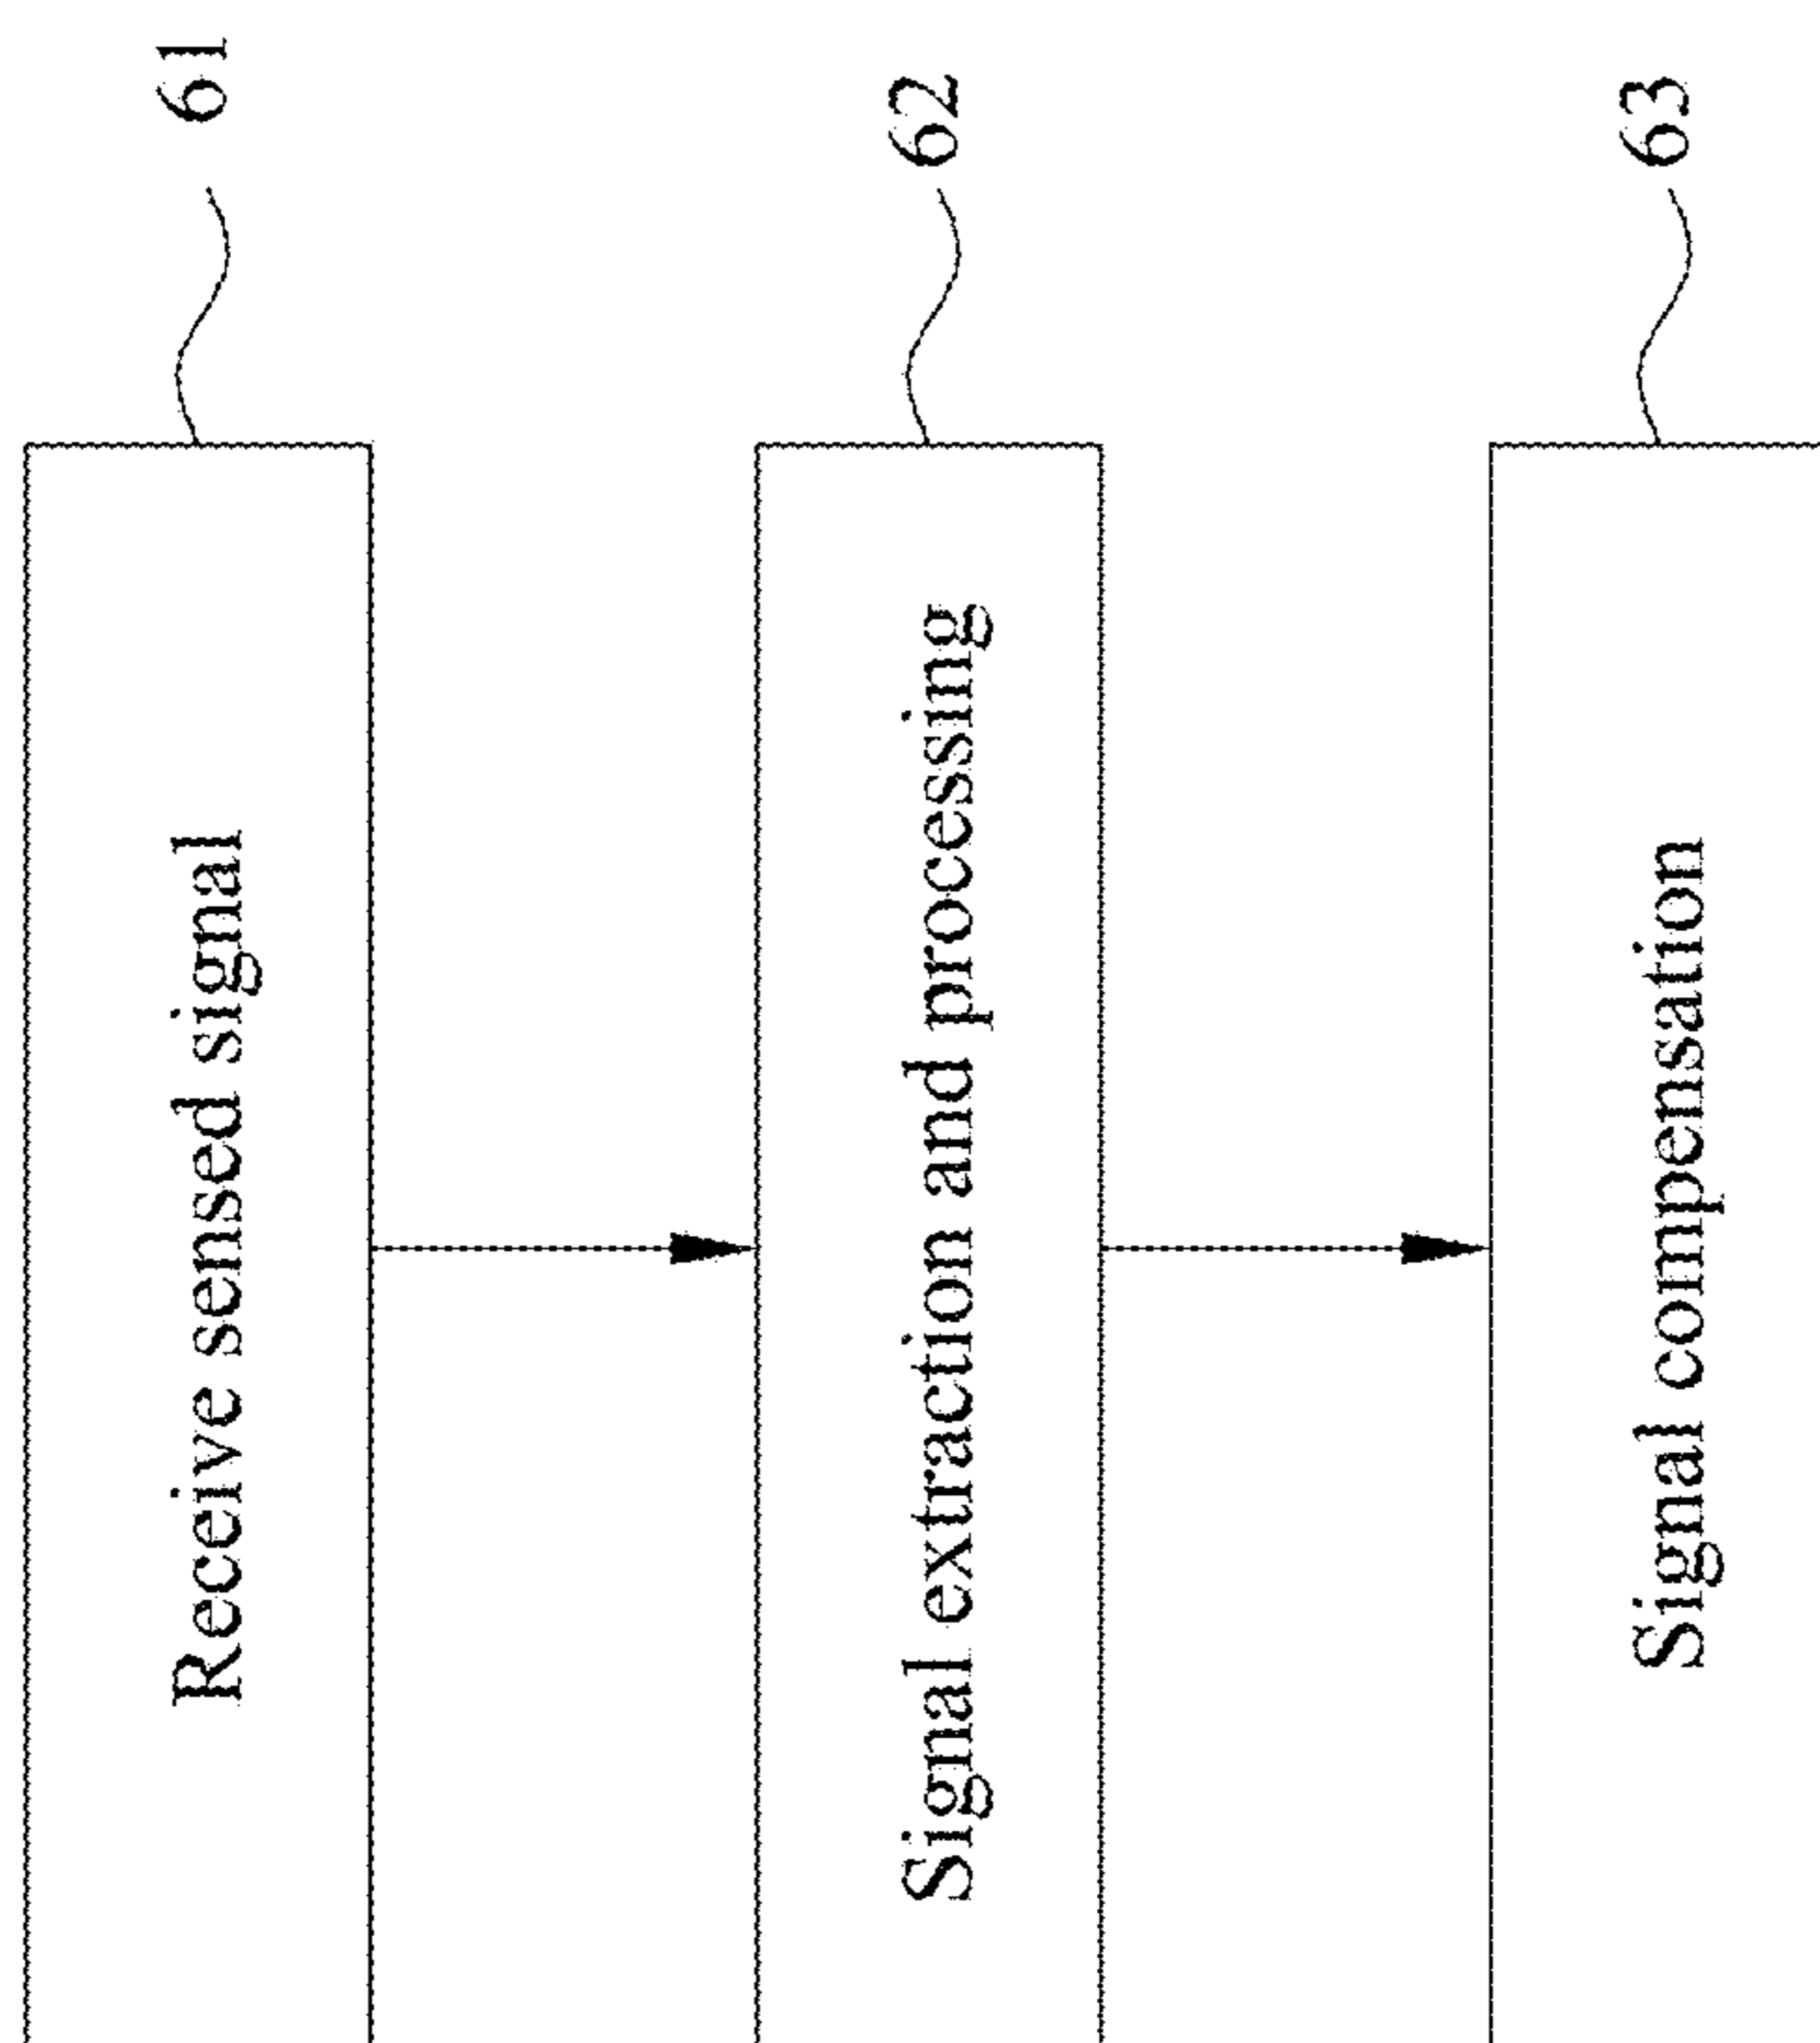 Receive sensed signal
61
Signal extraction and processing
62
Signal compensation
63